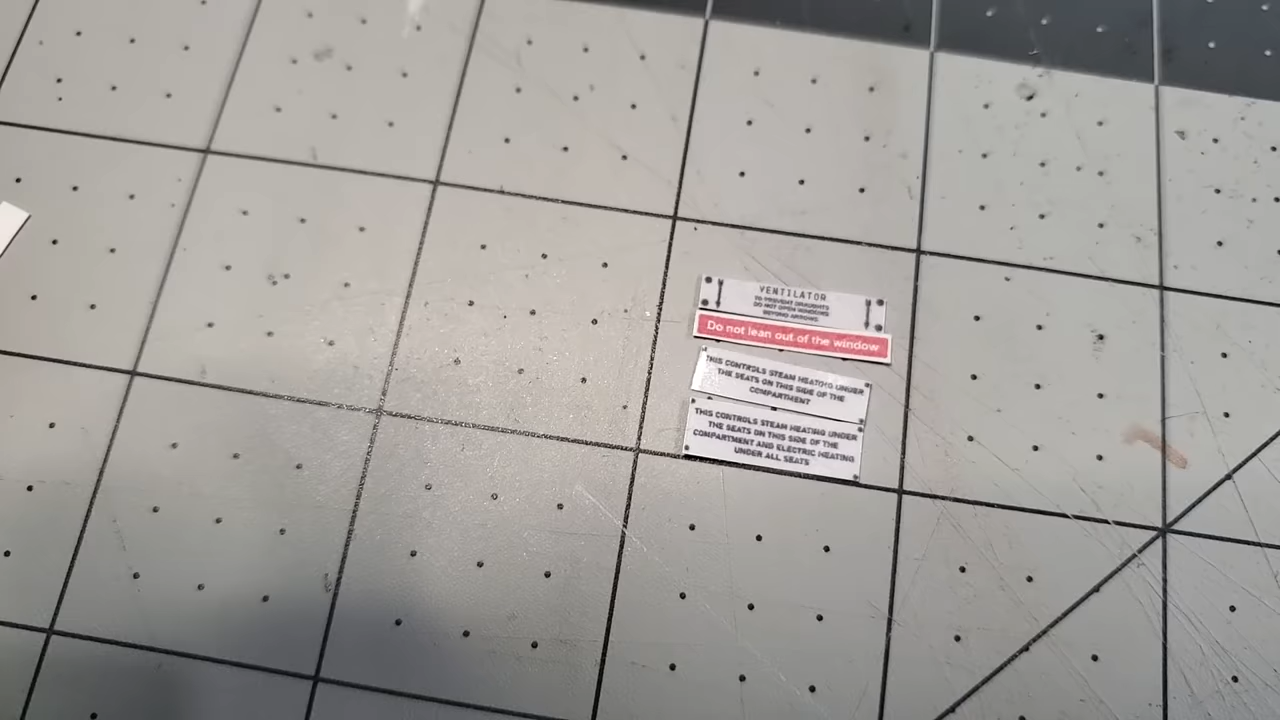 VENTILATOR
TO PREVENT DRAUGHTS
DO NOT OPEN WINDOWS
BEYOND ARROWS
Do not lean out of the window
THIS CONTROLS STEAM HEATING UNDER
THE SEATS ON THIS SIDE OF THE
COMPARTMENT
THIS CONTROLS STEAM HEATING UNDER
THE SEATS ON THIS SIDE OF THE
COMPARTMENT AND ELECTRIC HEATING
UNDER ALL SEATS